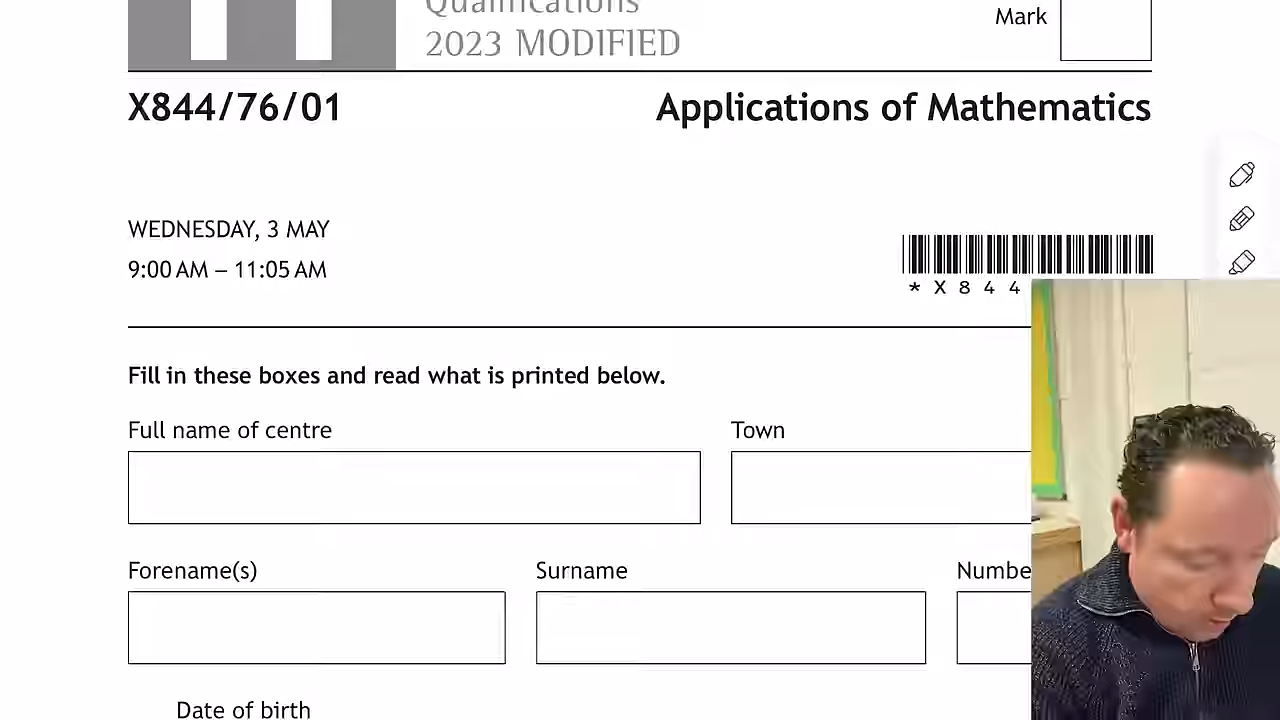 Qualifications
2023 MODIFIED
Mark
X844/76/01
Applications of Mathematics
WEDNESDAY, 3 MAY
9:00 AM – 11:05 AM
* X 8 4 4
Fill in these boxes and read what is printed below.
Full name of centre
Town
Forename(s)
Surname
Numbe
Date of birth